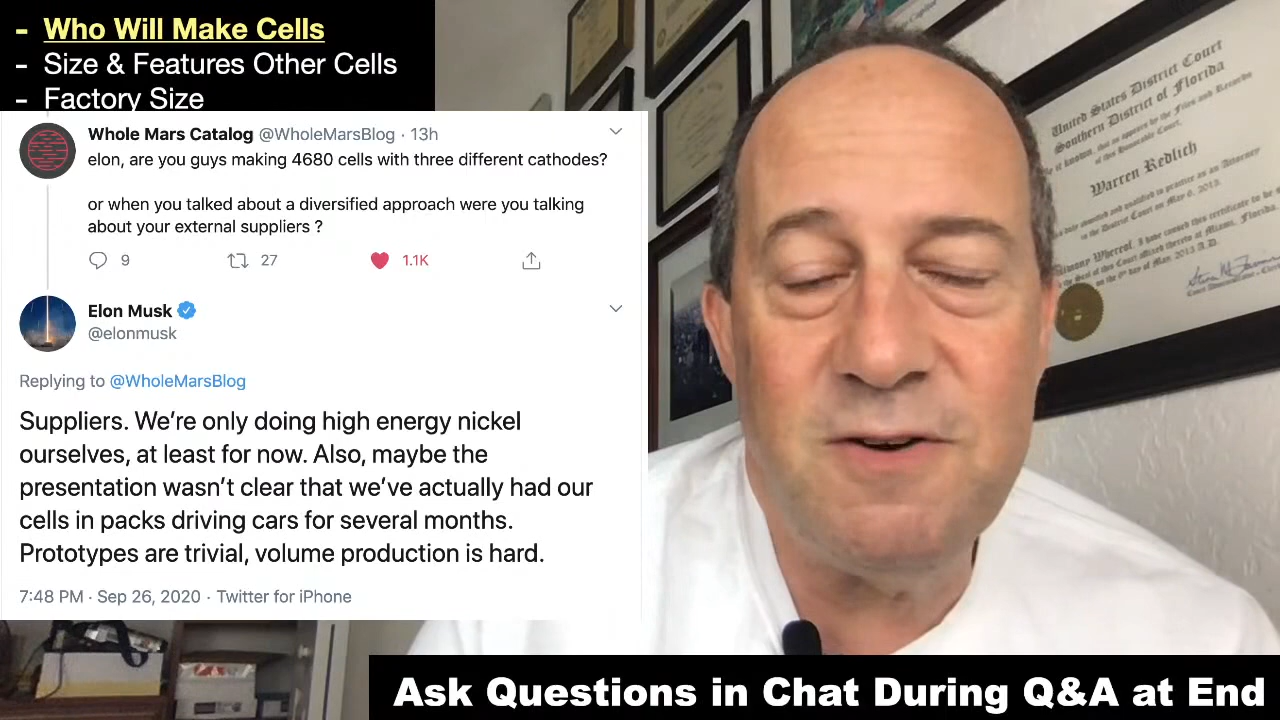 - Who Will Make Cells
- Size & Features Other Cells
- Factory Size
Whole Mars Catalog @WholeMarsBlog · 13h
elon, are you guys making 4680 cells with three different cathodes?
or when you talked about a diversified approach were you talking
about your external suppliers ?
9 27 1.1K
Elon Musk
@elonmusk
Replying to @WholeMarsBlog
Suppliers. We’re only doing high energy nickel
ourselves, at least for now. Also, maybe the
presentation wasn’t clear that we’ve actually had our
cells in packs driving cars for several months.
Prototypes are trivial, volume production is hard.
7:48 PM · Sep 26, 2020 · Twitter for iPhone
United States District Court
Southern District of Florida
Warren Redlich
Ask Questions in Chat During Q&A at End